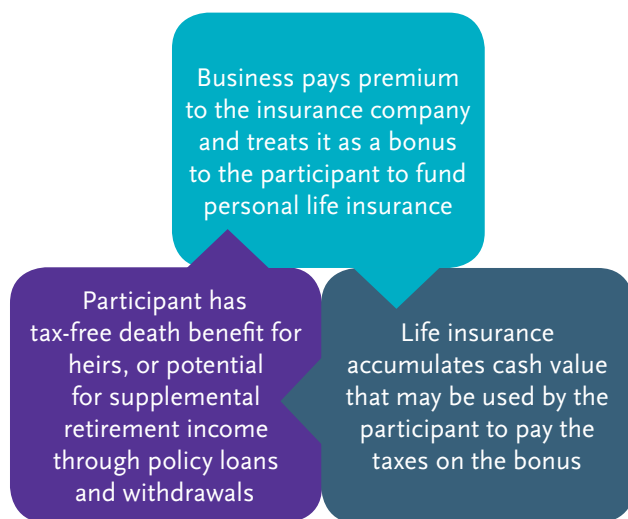 Business pays premium
to the insurance company
and treats it as a bonus
to the participant to fund
personal life insurance
Participant has
tax-free death benefit for
heirs, or potential
for supplemental
retirement income
through policy loans
and withdrawals
Life insurance
accumulates cash value
that may be used by the
participant to pay the
taxes on the bonus